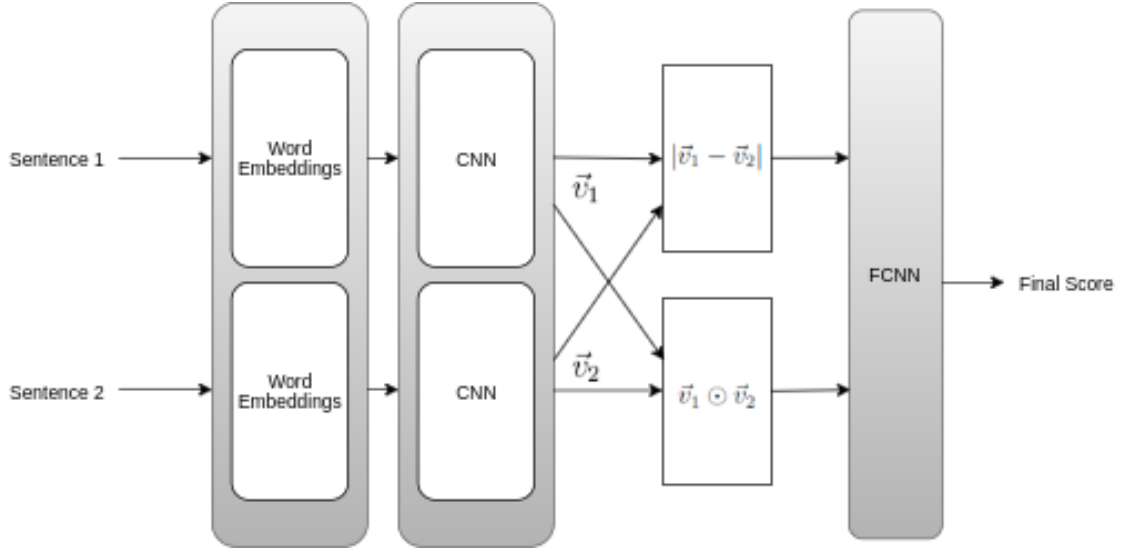 Sentence 1
Word
Embeddings
CNN
v⃗₁
|v⃗₁ − v⃗₂|
FCNN
Final Score
Sentence 2
Word
Embeddings
CNN
v⃗₂
v⃗₁ ⊙ v⃗₂